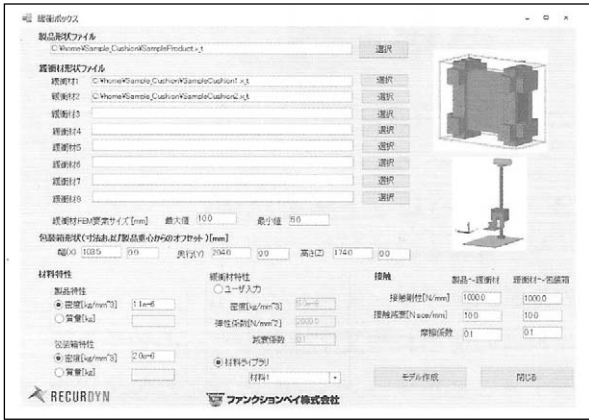 緩衝ボックス
製品形状ファイル
C:¥home¥Sample_Cushion¥SampleProduct.x_t 選択
緩衝材形状ファイル
緩衝材1 C:¥home¥Sample_Cushion¥SampleCushion1.x_t 選択
緩衝材2 C:¥home¥Sample_Cushion¥SampleCushion2.x_t 選択
緩衝材3 選択
緩衝材4 選択
緩衝材5 選択
緩衝材6 選択
緩衝材7 選択
緩衝材8 選択
緩衝材FEM要素サイズ[mm] 最大値 10.0 最小値 5.0
包装箱形状(寸法および製品重心からのオフセット)[mm]
幅(X) 103.5 0.0 奥行(Y) 204.6 0.0 高さ(Z) 174.0 0.0
材料特性 緩衝材特性 接触 製品~緩衝材 緩衝材~包装箱
製品特性 ユーザ入力
密度[kg/mm^3] 1.1e-6 密度[kg/mm^3] 接触剛性[N/mm] 1000.0 1000.0
質量[kg] 弾性係数[N/mm^2] 接触減衰[N sec/mm] 10.0 10.0
包装箱特性 減衰係数 0.1 摩擦係数 0.1 0.1
密度[kg/mm^3] 2.0e-6 材料ライブラリ
質量[kg] 材料1 モデル作成 閉じる
RECURDYN ファンクションベイ株式会社